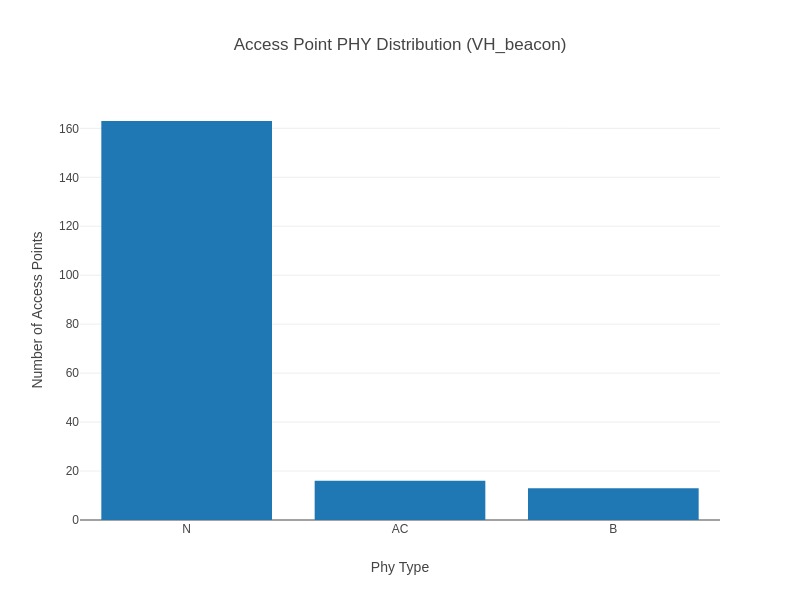 Access Point PHY Distribution (VH_beacon)
Number of Access Points
160
140
120
100
80
60
40
20
0
N
AC
B
Phy Type